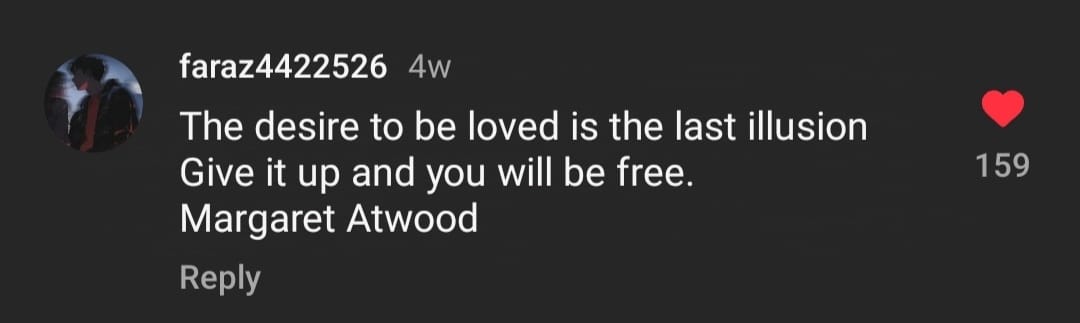 faraz4422526 4w
The desire to be loved is the last illusion
Give it up and you will be free.
Margaret Atwood
159
Reply